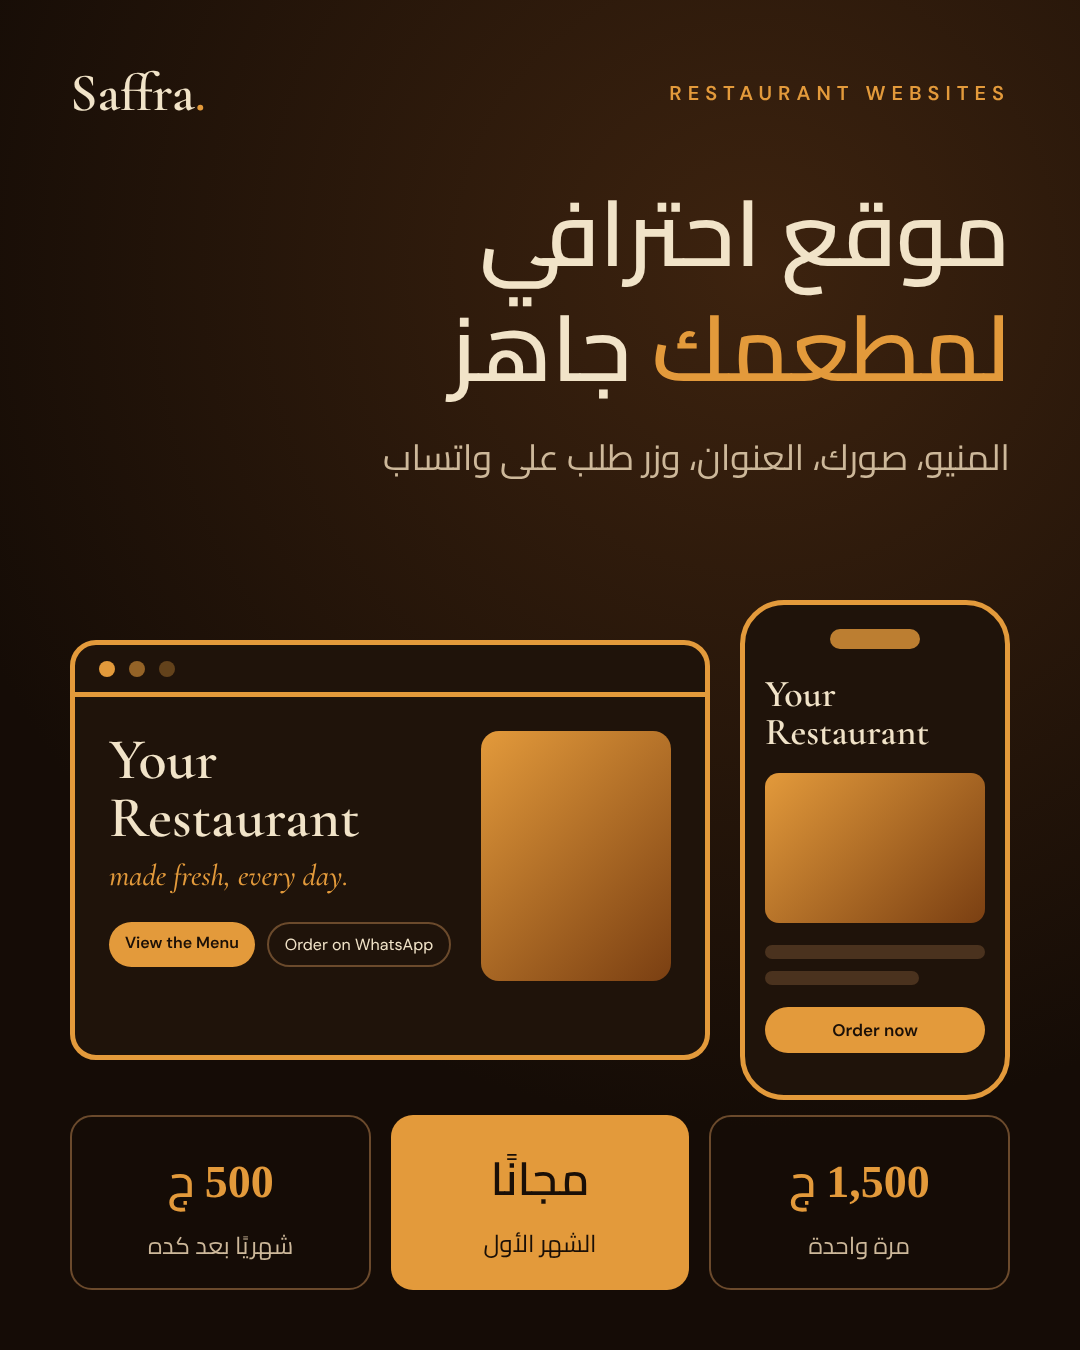 Saffra.
RESTAURANT WEBSITES
موقع احترافي
لمطعمك جاهز
المنيو، صورك، العنوان، وزر طلب على واتساب
Your
Restaurant
made fresh, every day.
View the Menu
Order on WhatsApp
Your
Restaurant
Order now
1,500 ج
مرة واحدة
مجانًا
الشهر الأول
500 ج
شهريًا بعد كده